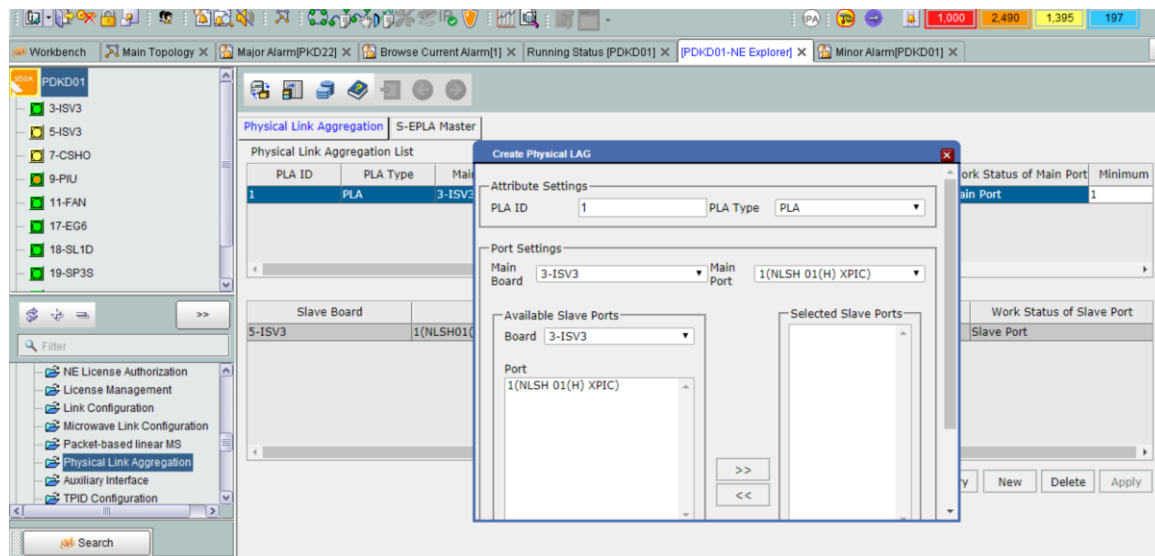 PA
1,000 2,490 1,395 197
Workbench Main Topology Major Alarm[PKD22] Browse Current Alarm[1] Running Status [PDKD01] [PDKD01-NE Explorer] Minor Alarm[PDKD01]
950A PDKD01
3-ISV3
5-ISV3
7-CSHO
9-PIU
11-FAN
17-EG6
18-SL1D
19-SP3S
>>
Filter
NE License Authorization
License Management
Link Configuration
Microwave Link Configuration
Packet-based linear MS
Physical Link Aggregation
Auxiliary Interface
TPID Configuration
Search
Physical Link Aggregation S-EPLA Master
Physical Link Aggregation List
PLA ID PLA Type Mai ork Status of Main Port Minimum
1 PLA 3-ISV3 ain Port 1
Slave Board Work Status of Slave Port
5-ISV3 1(NLSH01( Slave Port
y New Delete Apply
Create Physical LAG
Attribute Settings
PLA ID 1 PLA Type PLA
Port Settings
Main Board 3-ISV3 Main Port 1(NLSH 01(H) XPIC)
Available Slave Ports
Board 3-ISV3
Port
1(NLSH 01(H) XPIC)
>>
<<
Selected Slave Ports